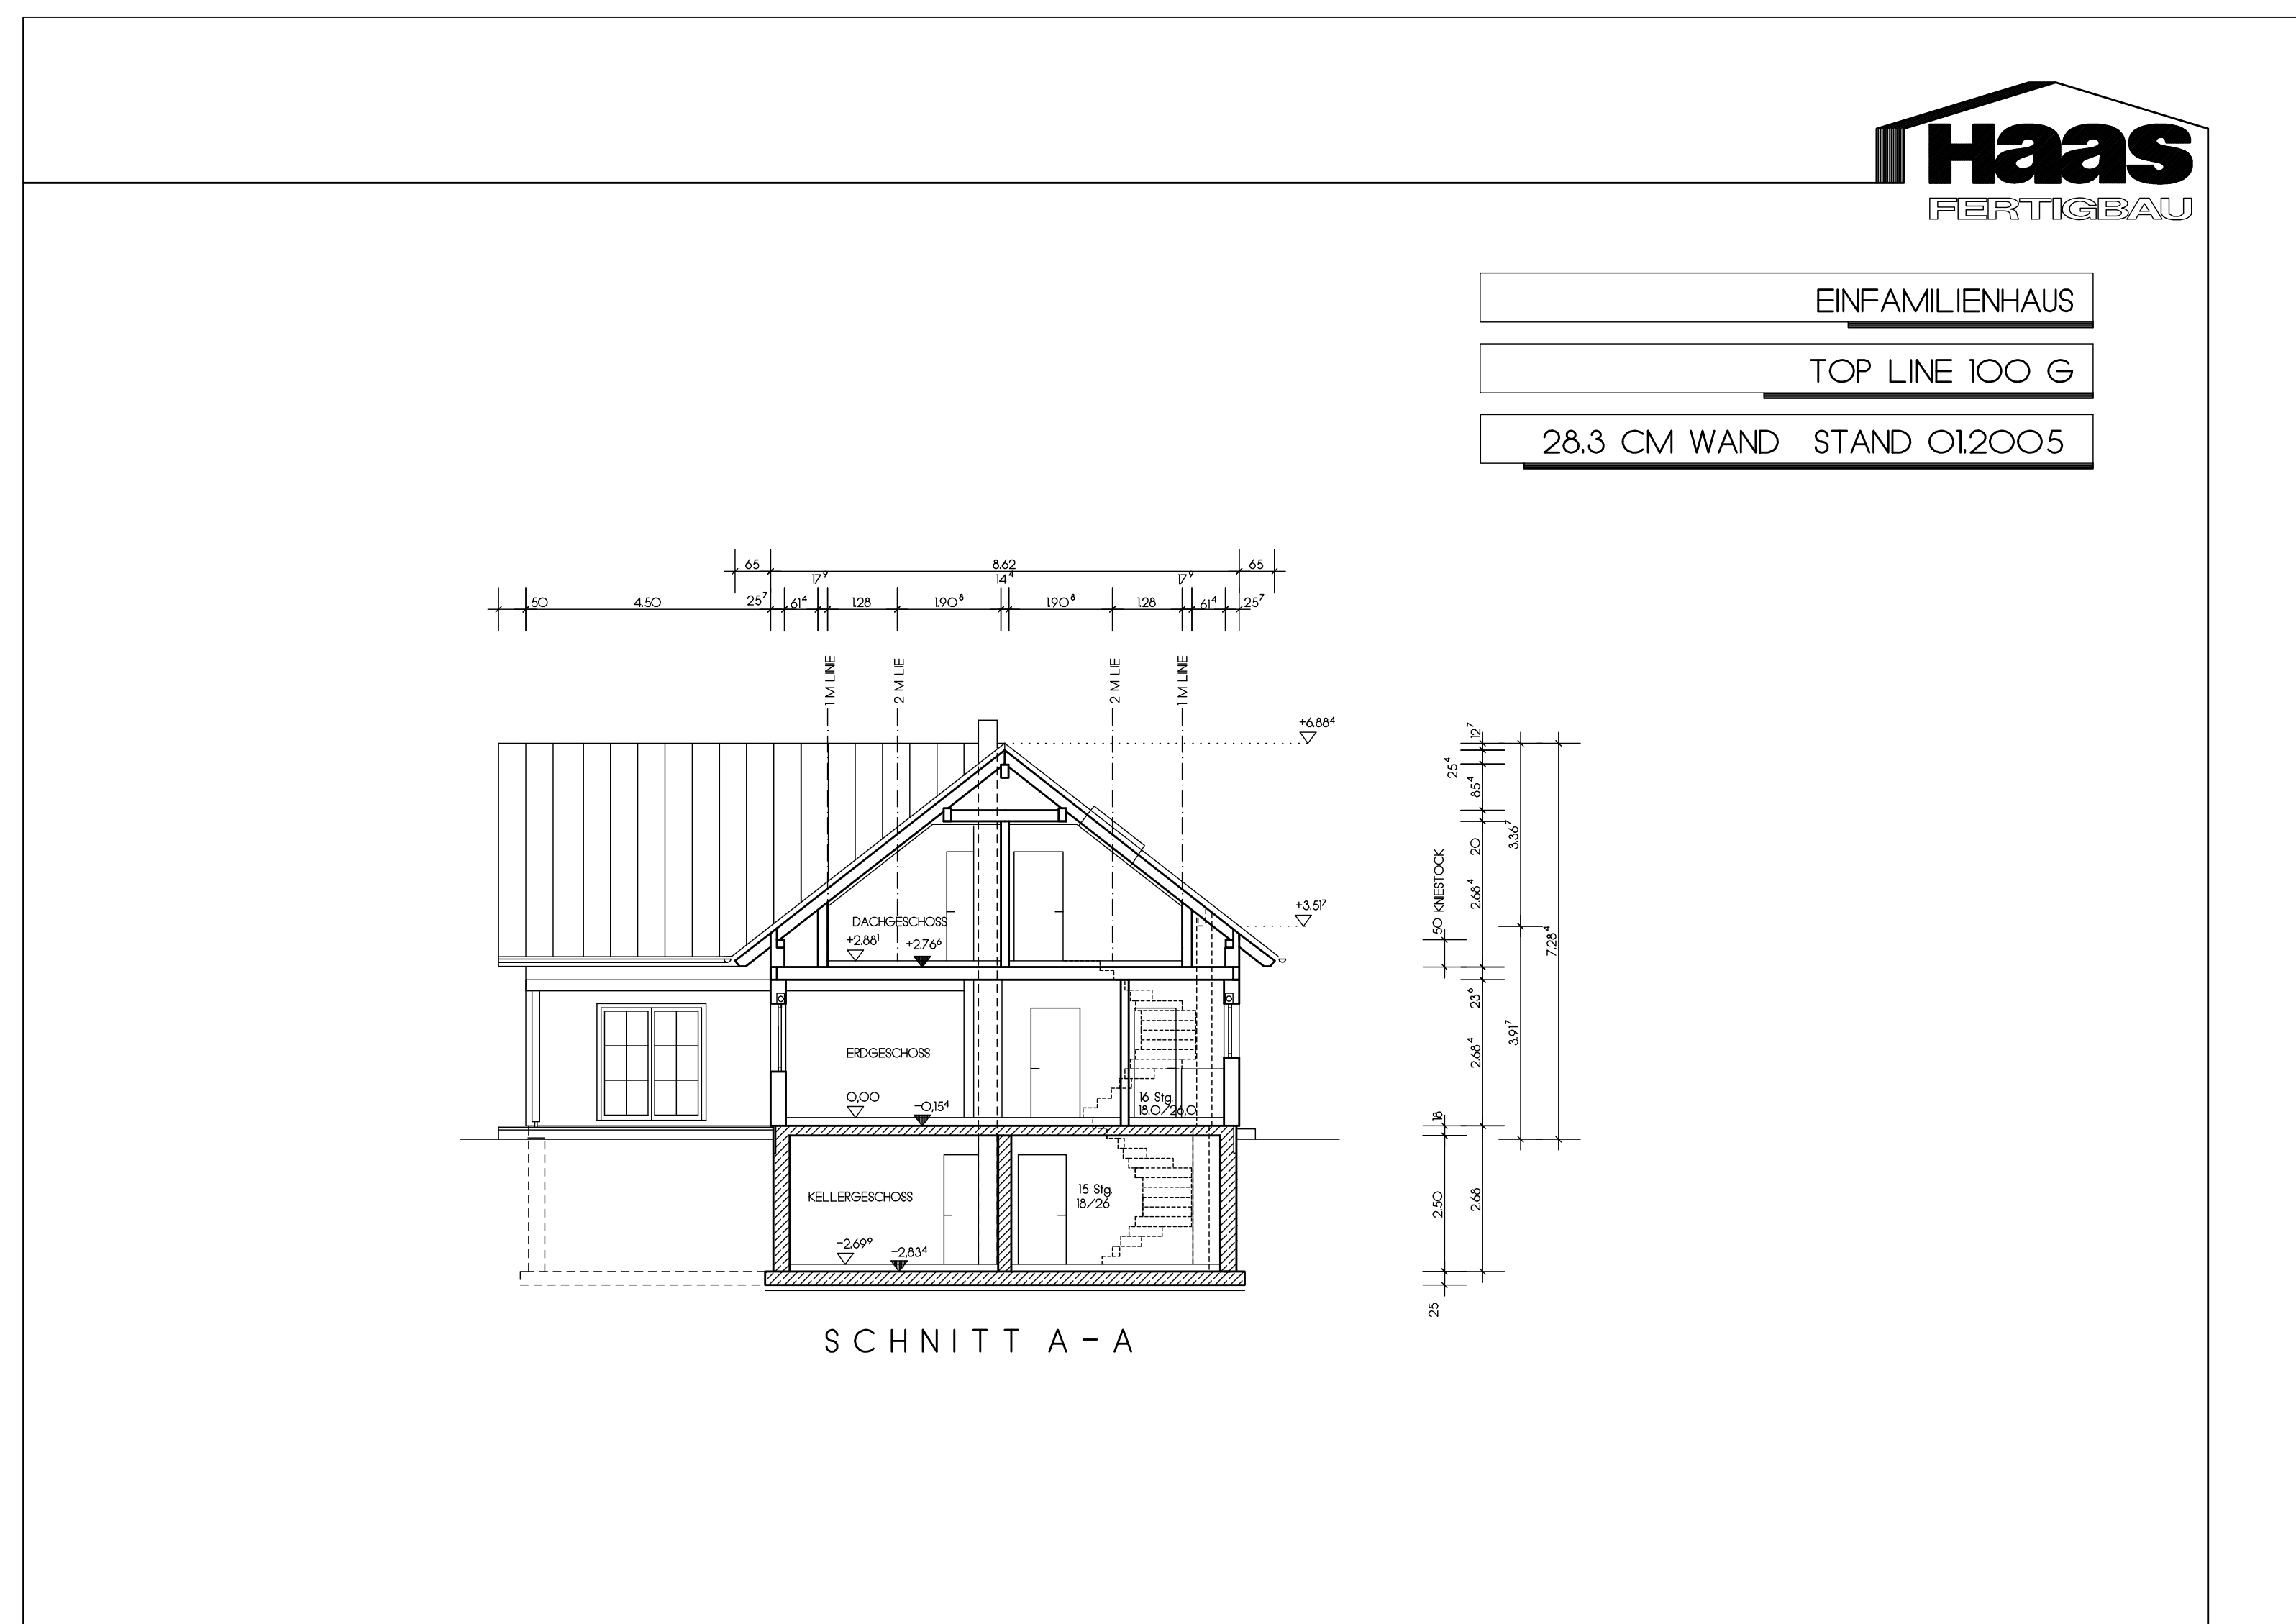 Haas
FERTIGBAU
EINFAMILIENHAUS
TOP LINE 100 G
28.3 CM WAND STAND 01.2005
65 8.62 65
17⁹ 14⁴ 17⁹
50 4.50 25⁷ 61⁴ 1.28 1.90⁸ 1.90⁸ 1.28 61⁴ 25⁷
1 M LINIE
2 M LIE
2 M LIE
1 M LINIE
+6.88⁴
+3.51⁷
DACHGESCHOSS
+2.88¹ +2.76⁶
ERDGESCHOSS
0,00 -0,15⁴
16 Stg.
18.0/26,0
KELLERGESCHOSS
15 Stg.
18/26
-2.69⁹ -2,83⁴
50 KNIESTOCK
18
2.50
25
12⁷
25⁴
85⁴
20
2.68⁴
23⁶
2.68⁴
2.68
3.36⁷
3.91⁷
7.28⁴
SCHNITT A-A